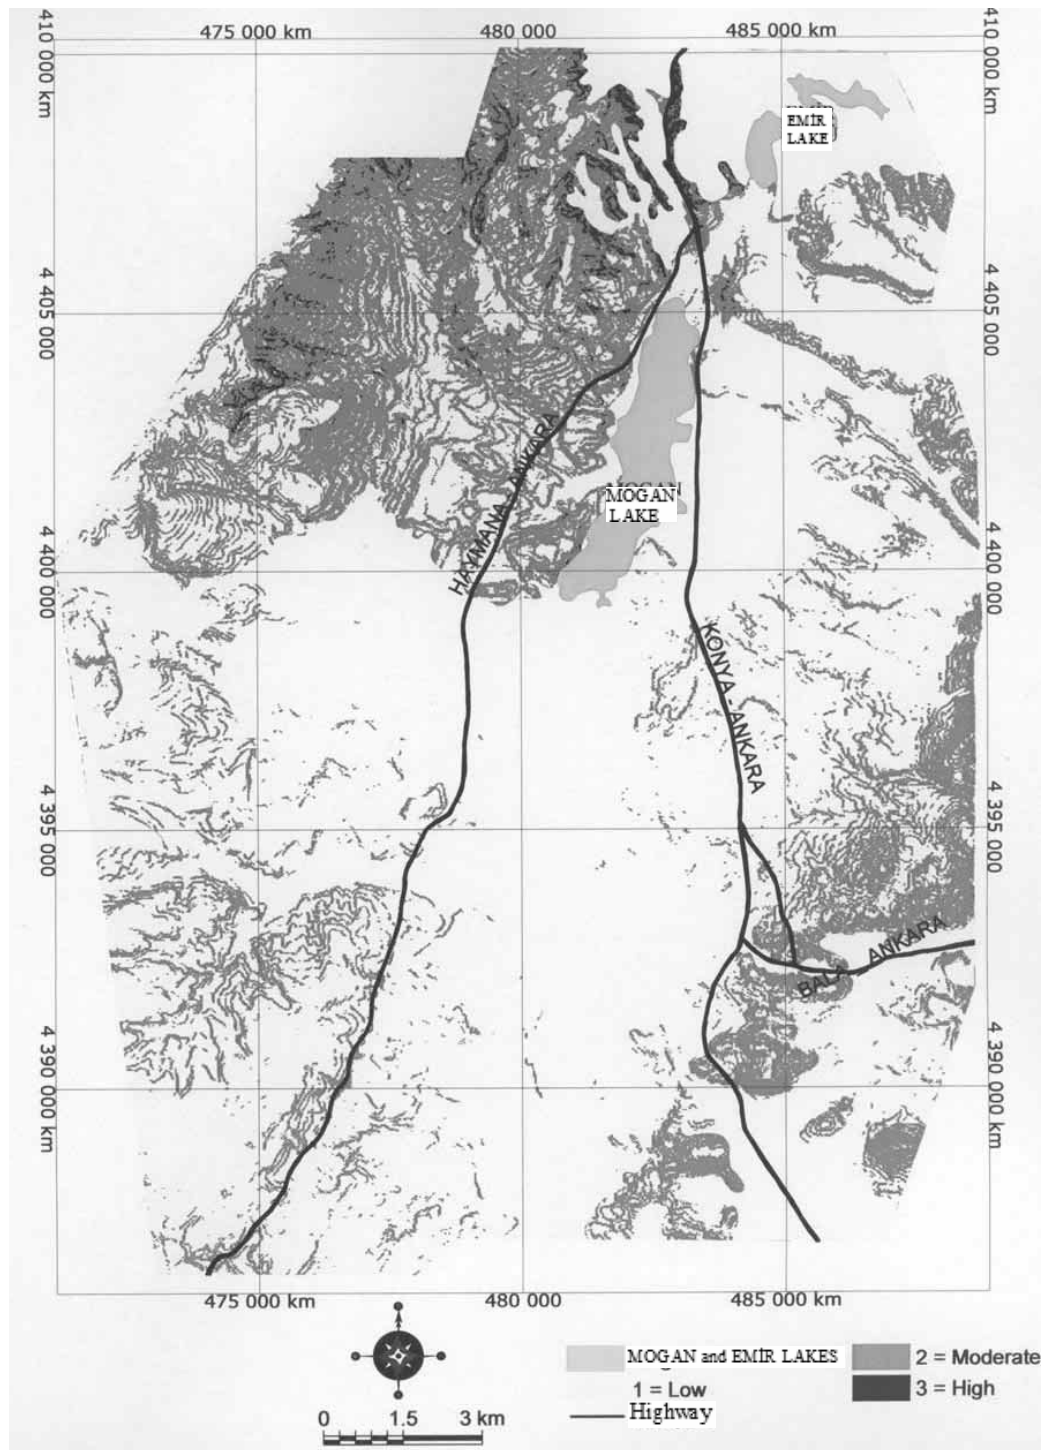 475 000 km
480 000
485 000 km
4 410 000 km
4 410 000 km
EMİR
LAKE
4 405 000
4 405 000
HAYMANA - ANKARA
MOGAN
LAKE
4 400 000
4 400 000
KONYA - ANKARA
4 395 000
4 395 000
BALA - ANKARA
4 390 000 km
4 390 000 km
475 000 km
480 000
485 000 km
MOGAN and EMİR LAKES
2 = Moderate
1 = Low
3 = High
Highway
0 1.5 3 km